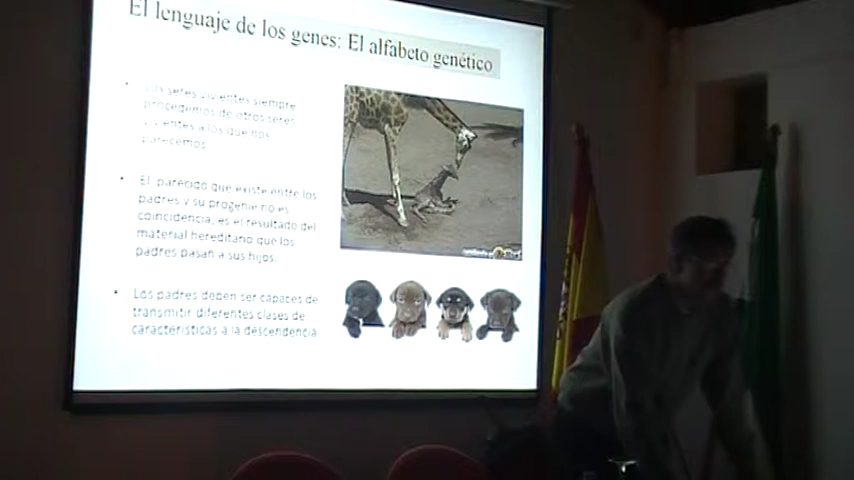 El lenguaje de los genes: El alfabeto genético
Los seres vivientes siempre
procedemos de otros seres
vivientes a los que nos
parecemos.
El parecido que existe entre los
padres y su progenie no es
coincidencia, es el resultado del
material hereditario que los
padres pasan a sus hijos.
Los padres deben ser capaces de
transmitir diferentes clases de
características a la descendencia